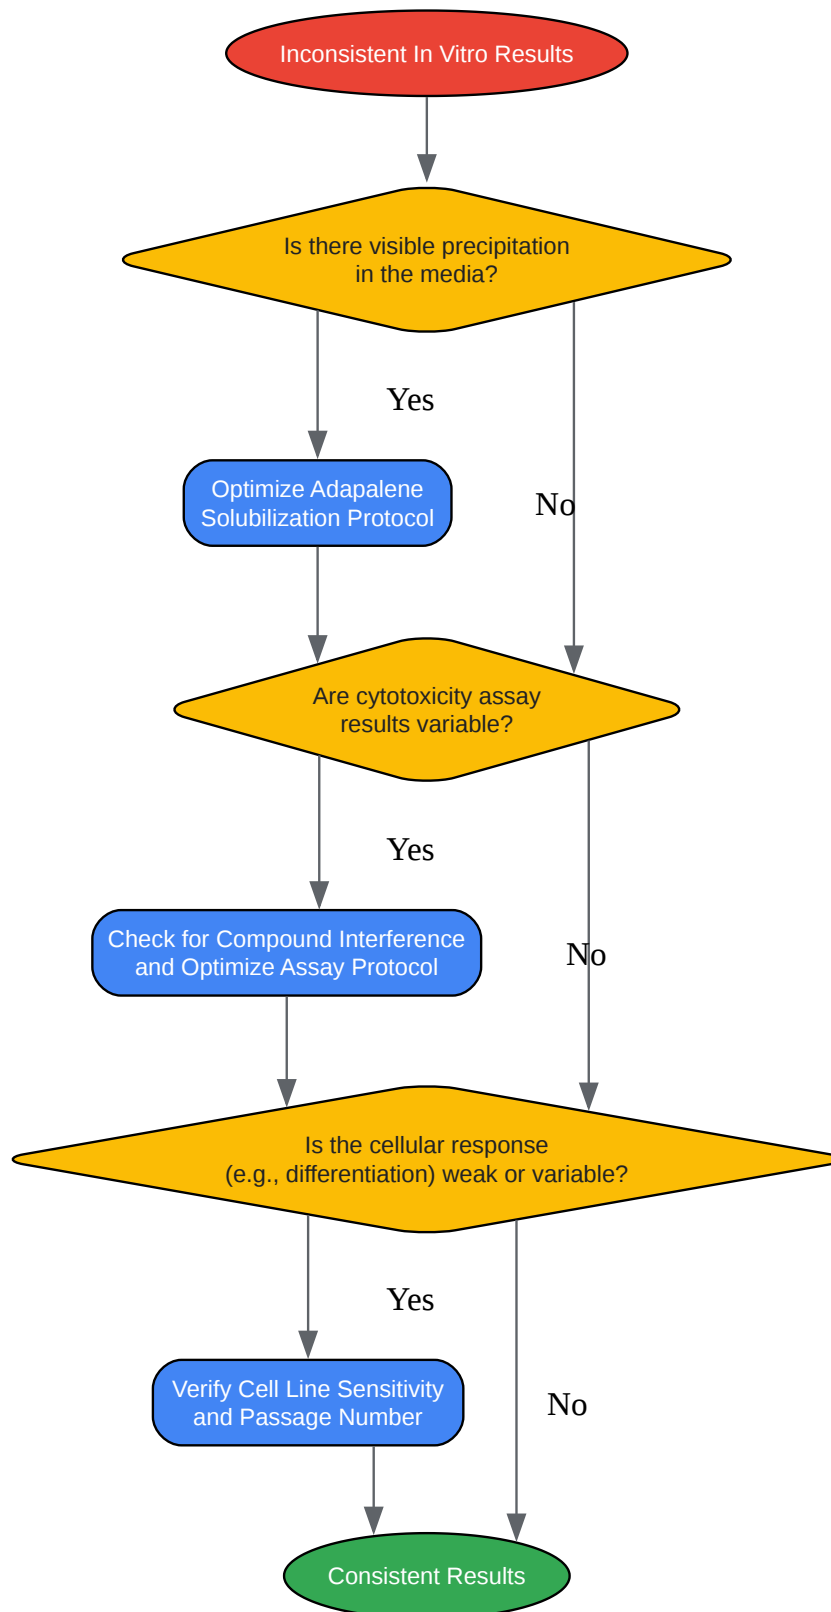 Inconsistent In Vitro Results
Is there visible precipitation
in the media?
Yes
Optimize Adapalene
Solubilization Protocol
No
Are cytotoxicity assay
results variable?
Yes
Check for Compound Interference
and Optimize Assay Protocol
No
Is the cellular response
(e.g., differentiation) weak or variable?
Yes
Verify Cell Line Sensitivity
and Passage Number
No
Consistent Results